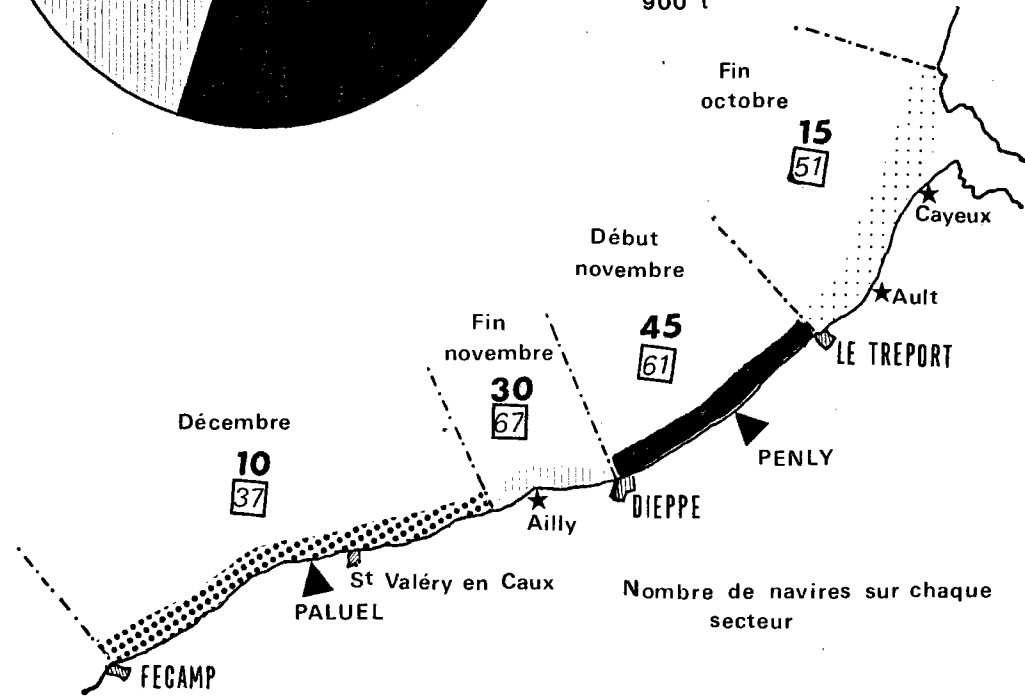 900 t
Fin
octobre
15
51
Cayeux
Ault
Début
novembre
45
61
LE TREPORT
Fin
novembre
30
67
PENLY
Décembre
10
37
DIEPPE
Ailly
St Valéry en Caux
PALUEL
Nombre de navires sur chaque
secteur
FECAMP